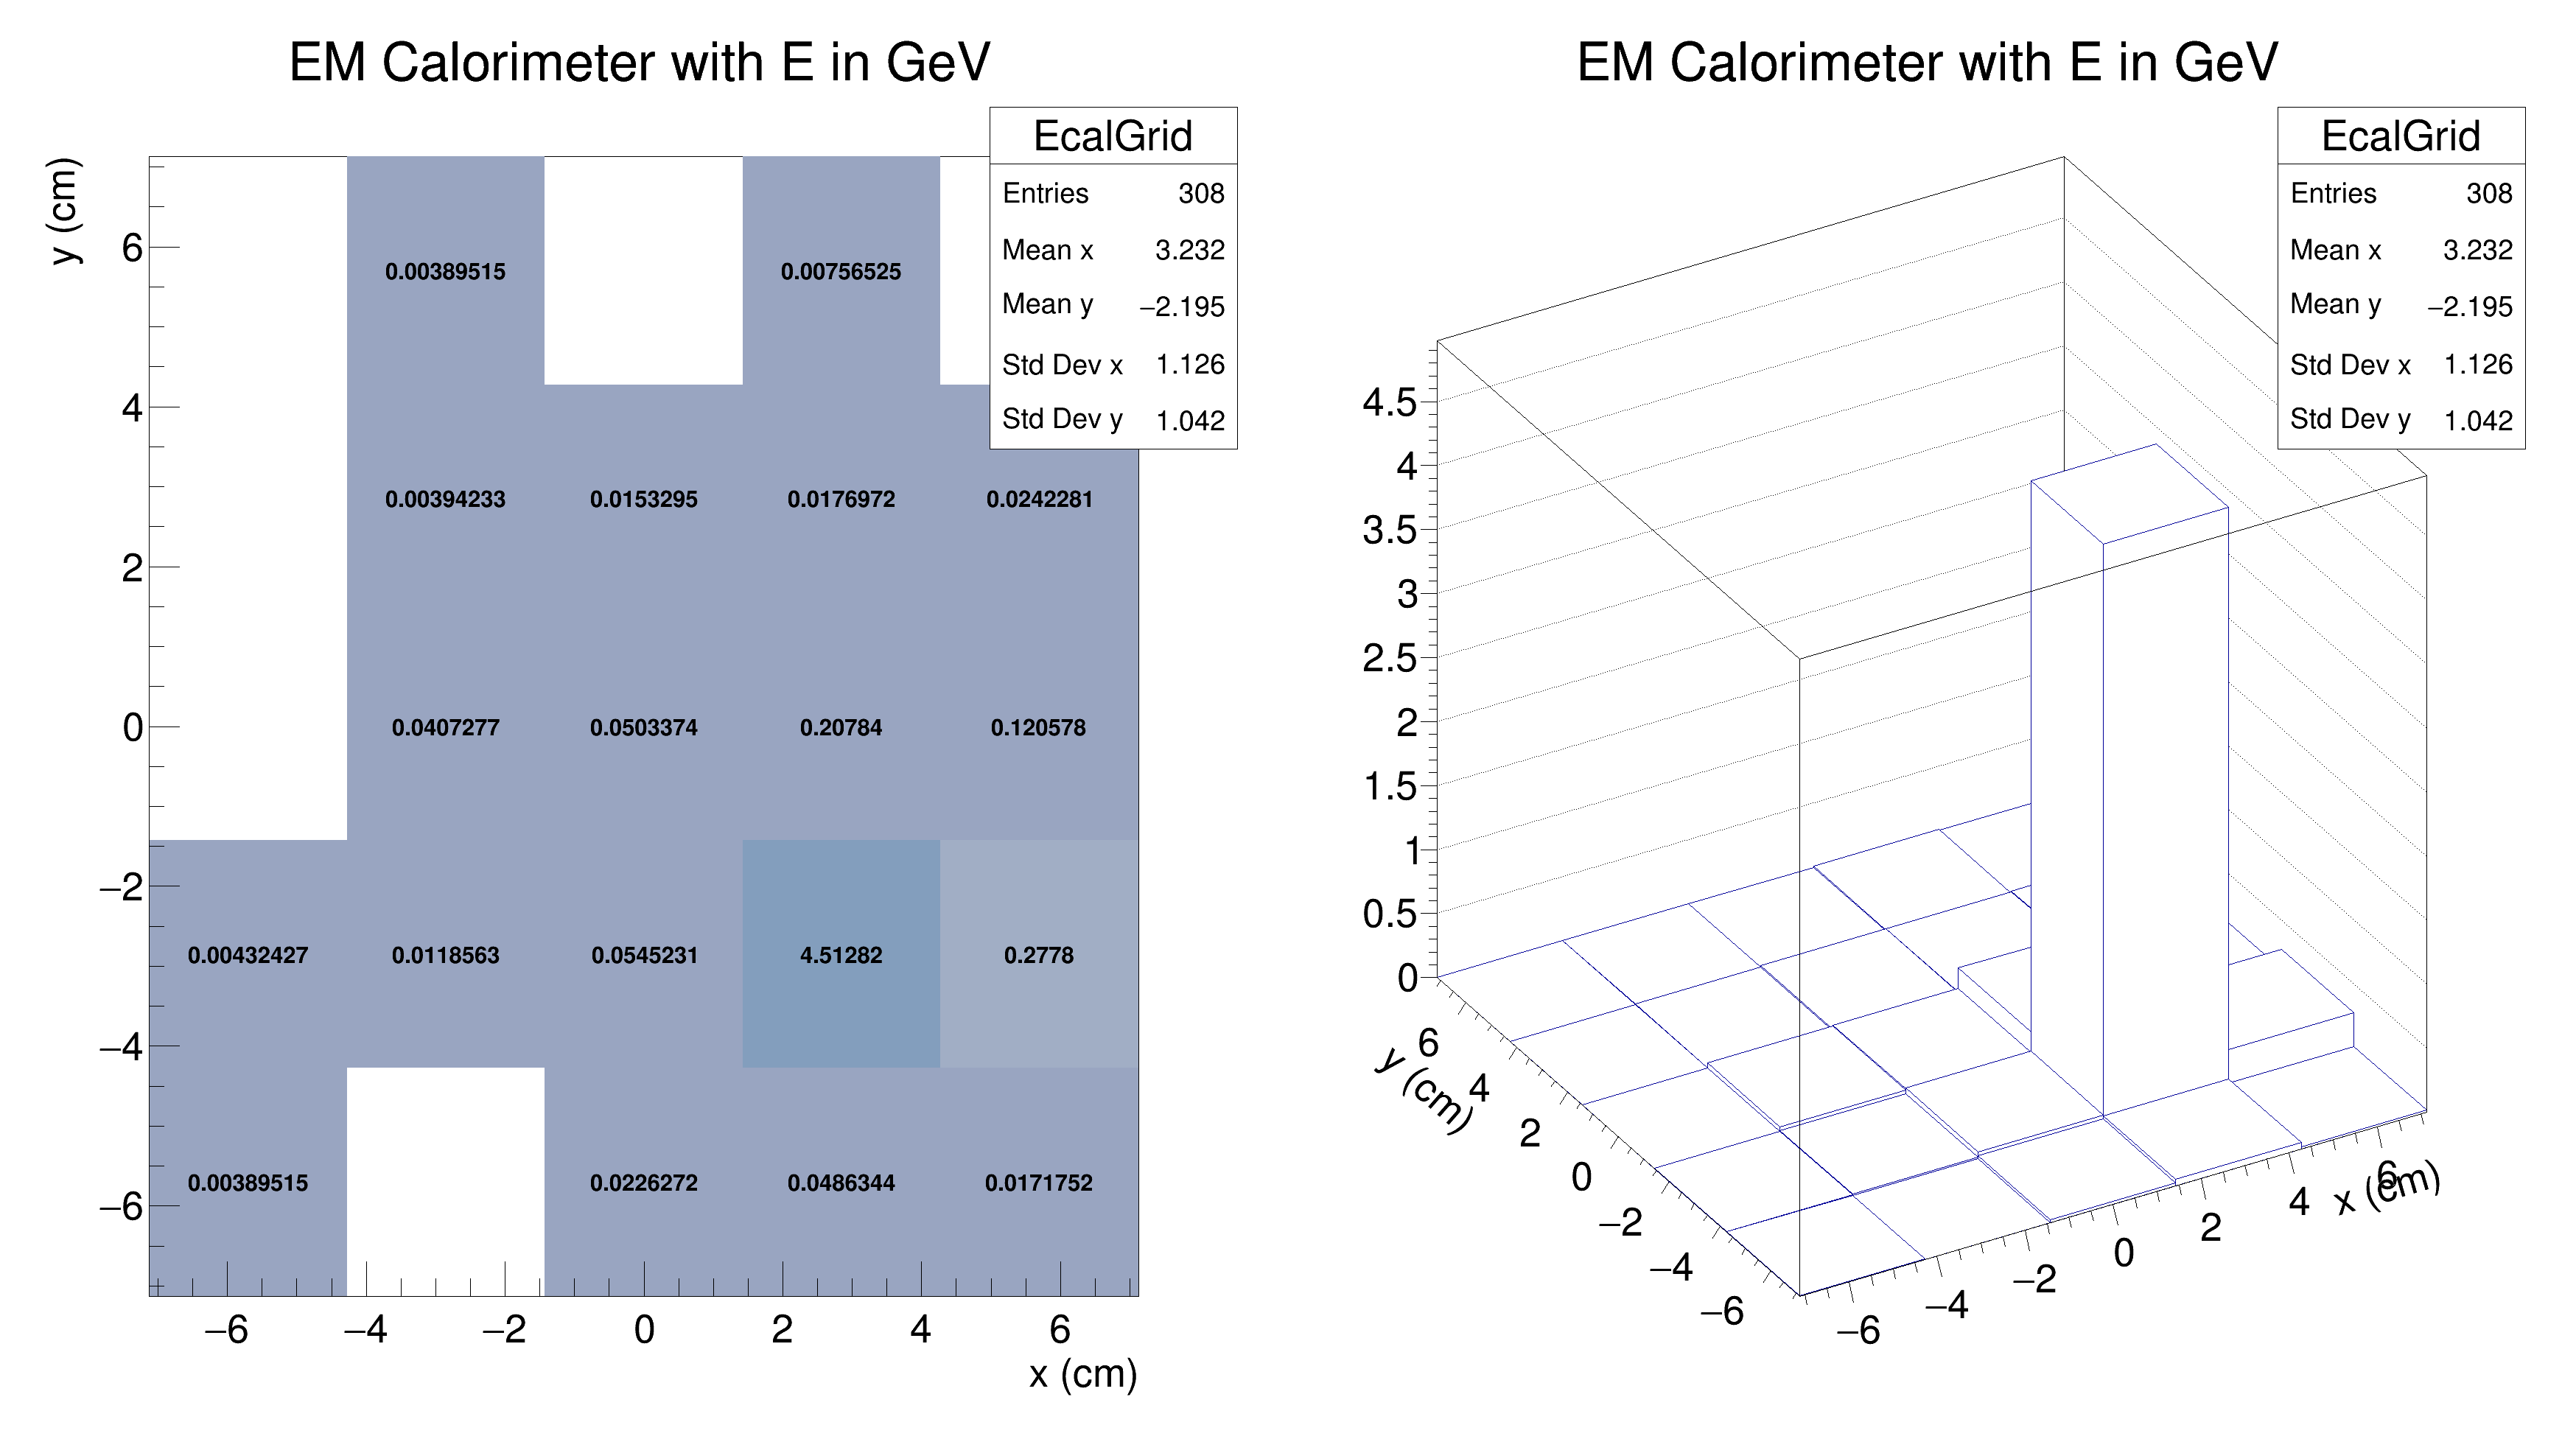 EM Calorimeter with E in GeV
EcalGrid
Entries 308
Mean x 3.232
Mean y −2.195
Std Dev x 1.126
Std Dev y 1.042
y (cm)
6
4
2
0
−2
−4
−6
0.00389515 0.00756525
0.00394233 0.0153295 0.0176972 0.0242281
0.0407277 0.0503374 0.20784 0.120578
0.00432427 0.0118563 0.0545231 4.51282 0.2778
0.00389515 0.0226272 0.0486344 0.0171752
−6 −4 −2 0 2 4 6
x (cm)
EM Calorimeter with E in GeV
EcalGrid
Entries 308
Mean x 3.232
Mean y −2.195
Std Dev x 1.126
Std Dev y 1.042
4.5
4
3.5
3
2.5
2
1.5
1
0.5
0
y (cm)
6
4
2
0
−2
−4
−6
−6
−4
−2
0
2
4
6
x (cm)